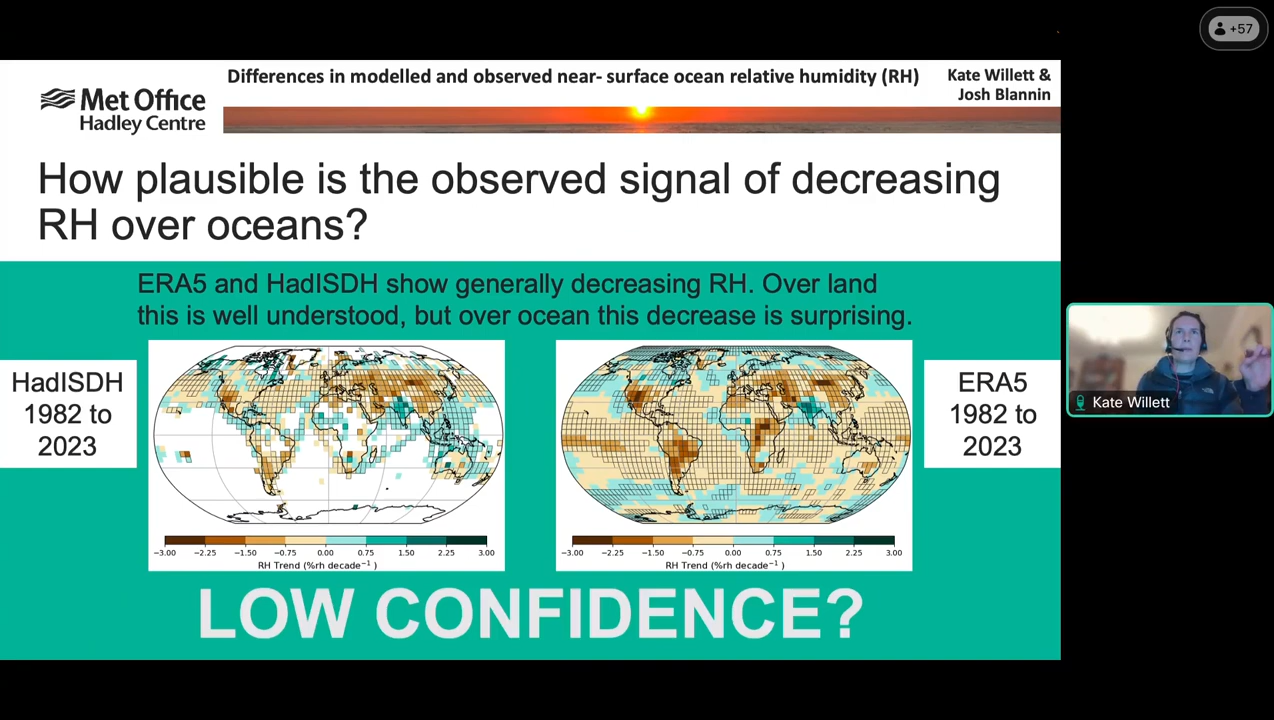 +57
Met Office
Hadley Centre
Differences in modelled and observed near- surface ocean relative humidity (RH)
Kate Willett &
Josh Blannin
How plausible is the observed signal of decreasing
RH over oceans?
ERA5 and HadISDH show generally decreasing RH. Over land
this is well understood, but over ocean this decrease is surprising.
HadISDH
1982 to
2023
ERA5
1982 to
2023
−3.00 −2.25 −1.50 −0.75 0.00 0.75 1.50 2.25 3.00
RH Trend (%rh decade⁻¹ )
−3.00 −2.25 −1.50 −0.75 0.00 0.75 1.50 2.25 3.00
RH Trend (%rh decade⁻¹ )
LOW CONFIDENCE?
Kate Willett